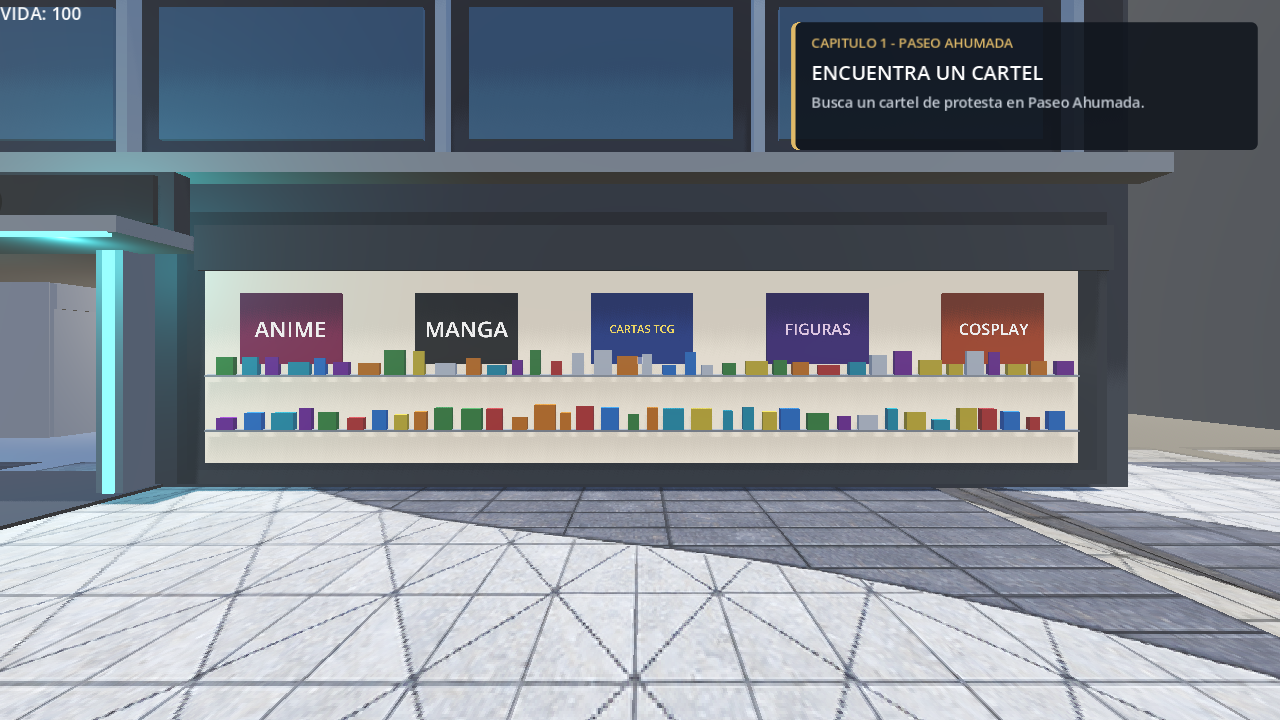 VIDA: 100
CAPITULO 1 - PASEO AHUMADA
ENCUENTRA UN CARTEL
Busca un cartel de protesta en Paseo Ahumada.
ANIME
MANGA
CARTAS TCG
FIGURAS
COSPLAY